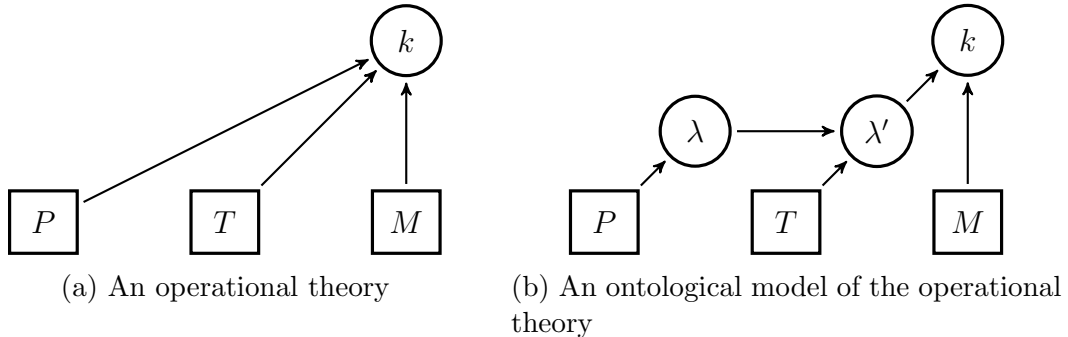 k
P
T
M
(a) An operational theory
k
λ
λ′
P
T
M
(b) An ontological model of the operational
theory